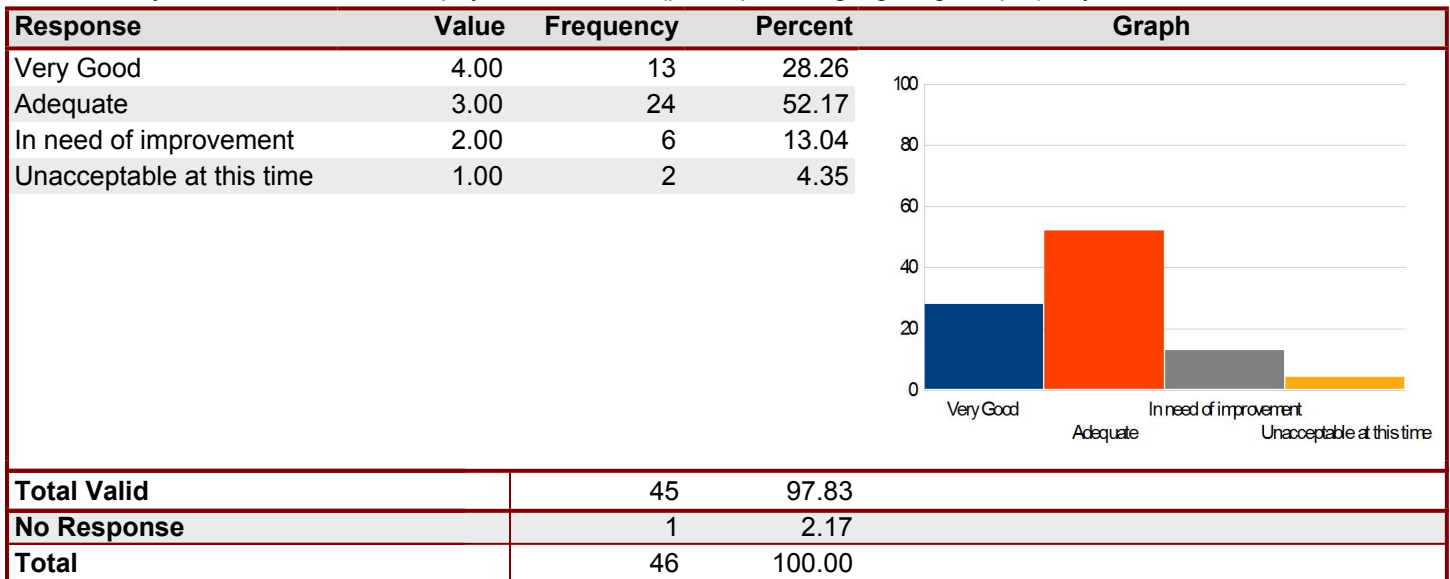 Response Value Frequency Percent Graph
Very Good 4.00 13 28.26
Adequate 3.00 24 52.17
In need of improvement 2.00 6 13.04
Unacceptable at this time 1.00 2 4.35
100
80
60
40
20
0
Very Good In need of improvement
Adequate Unacceptable at this time
Total Valid 45 97.83
No Response 1 2.17
Total 46 100.00